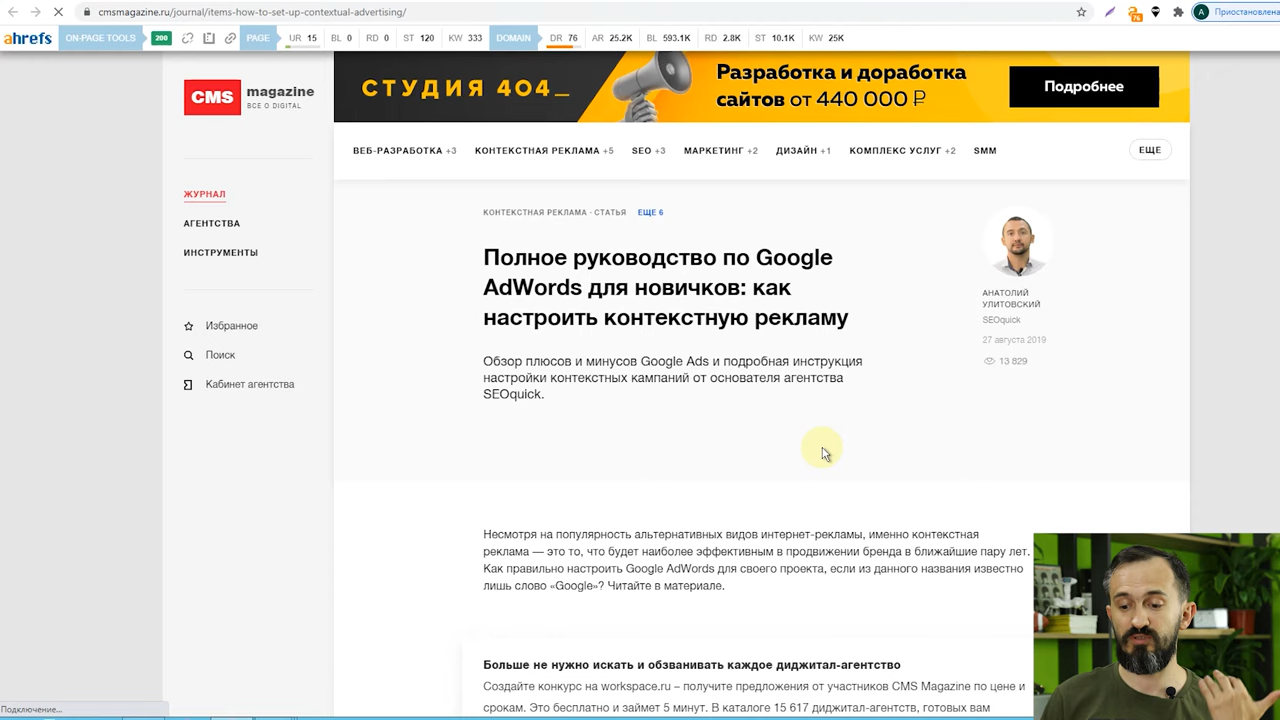 cmsmagazine.ru/journal/items-how-to-set-up-contextual-advertising/
76
A
Приостановлена
ahrefs
ON-PAGE TOOLS 200 PAGE UR 15 BL 0 RD 0 ST 120 KW 333 DOMAIN DR 76 AR 25.2K BL 593.1K RD 2.8K ST 10.1K KW 25K
CMS magazine
ВСЕ О DIGITAL
СТУДИЯ 404_
Разработка и доработка
сайтов от 440 000 ₽
Подробнее
ВЕБ-РАЗРАБОТКА +3 КОНТЕКСТНАЯ РЕКЛАМА +5 SEO +3 МАРКЕТИНГ +2 ДИЗАЙН +1 КОМПЛЕКС УСЛУГ +2 SMM ЕЩЕ
ЖУРНАЛ
АГЕНТСТВА
ИНСТРУМЕНТЫ
Избранное
Поиск
Кабинет агентства
КОНТЕКСТНАЯ РЕКЛАМА · СТАТЬЯ ЕЩЕ 6
Полное руководство по Google
AdWords для новичков: как
настроить контекстную рекламу
Обзор плюсов и минусов Google Ads и подробная инструкция
настройки контекстных кампаний от основателя агентства
SEOquick.
АНАТОЛИЙ
УЛИТОВСКИЙ
SEOquick
27 августа 2019
13 829
Несмотря на популярность альтернативных видов интернет-рекламы, именно контекстная
реклама — это то, что будет наиболее эффективным в продвижении бренда в ближайшие пару лет.
Как правильно настроить Google AdWords для своего проекта, если из данного названия известно
лишь слово «Google»? Читайте в материале.
Больше не нужно искать и обзванивать каждое диджитал-агентство
Создайте конкурс на workspace.ru – получите предложения от участников CMS Magazine по цене и
срокам. Это бесплатно и займет 5 минут. В каталоге 15 617 диджитал-агентств, готовых вам
Подключение...